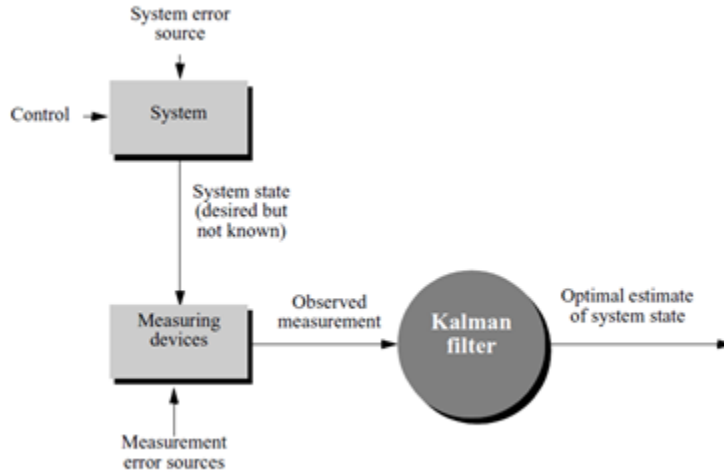 System error
source
Control
System
System state
(desired but
not known)
Measuring
devices
Observed
measurement
Kalman
filter
Optimal estimate
of system state
Measurement
error sources